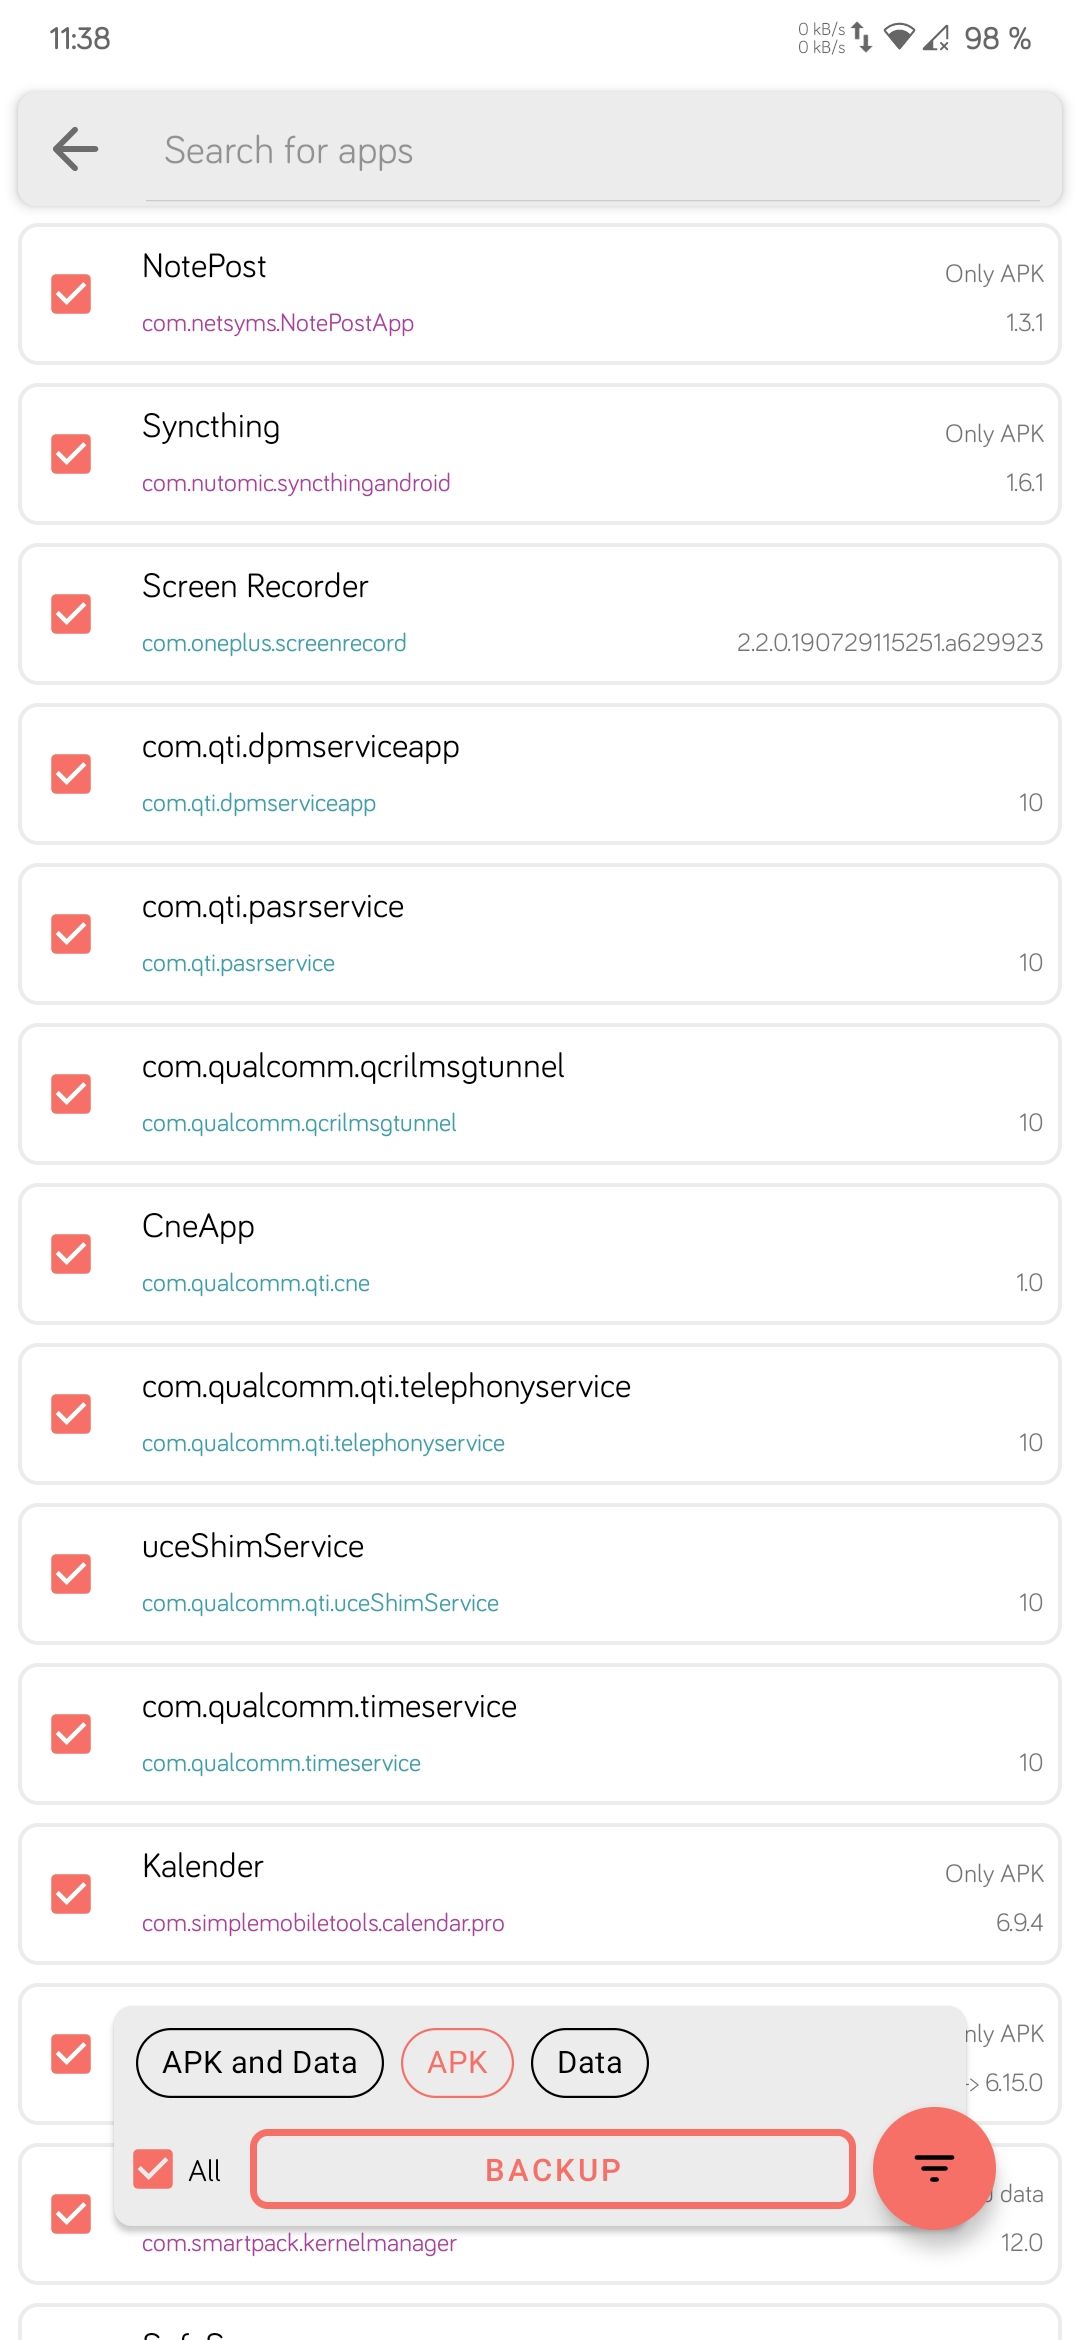 11:38
0 kB/s
0 kB/s
98 %
Search for apps
NotePost
Only APK
com.netsyms.NotePostApp
1.3.1
Syncthing
Only APK
com.nutomic.syncthingandroid
1.6.1
Screen Recorder
com.oneplus.screenrecord
2.2.0.190729115251.a629923
com.qti.dpmserviceapp
com.qti.dpmserviceapp
10
com.qti.pasrservice
com.qti.pasrservice
10
com.qualcomm.qcrilmsgtunnel
com.qualcomm.qcrilmsgtunnel
10
CneApp
com.qualcomm.qti.cne
1.0
com.qualcomm.qti.telephonyservice
com.qualcomm.qti.telephonyservice
10
uceShimService
com.qualcomm.qti.uceShimService
10
com.qualcomm.timeservice
com.qualcomm.timeservice
10
Kalender
Only APK
com.simplemobiletools.calendar.pro
6.9.4
APK
-> 6.15.0
APK and Data
APK
Data
All
BACKUP
data
com.smartpack.kernelmanager
12.0